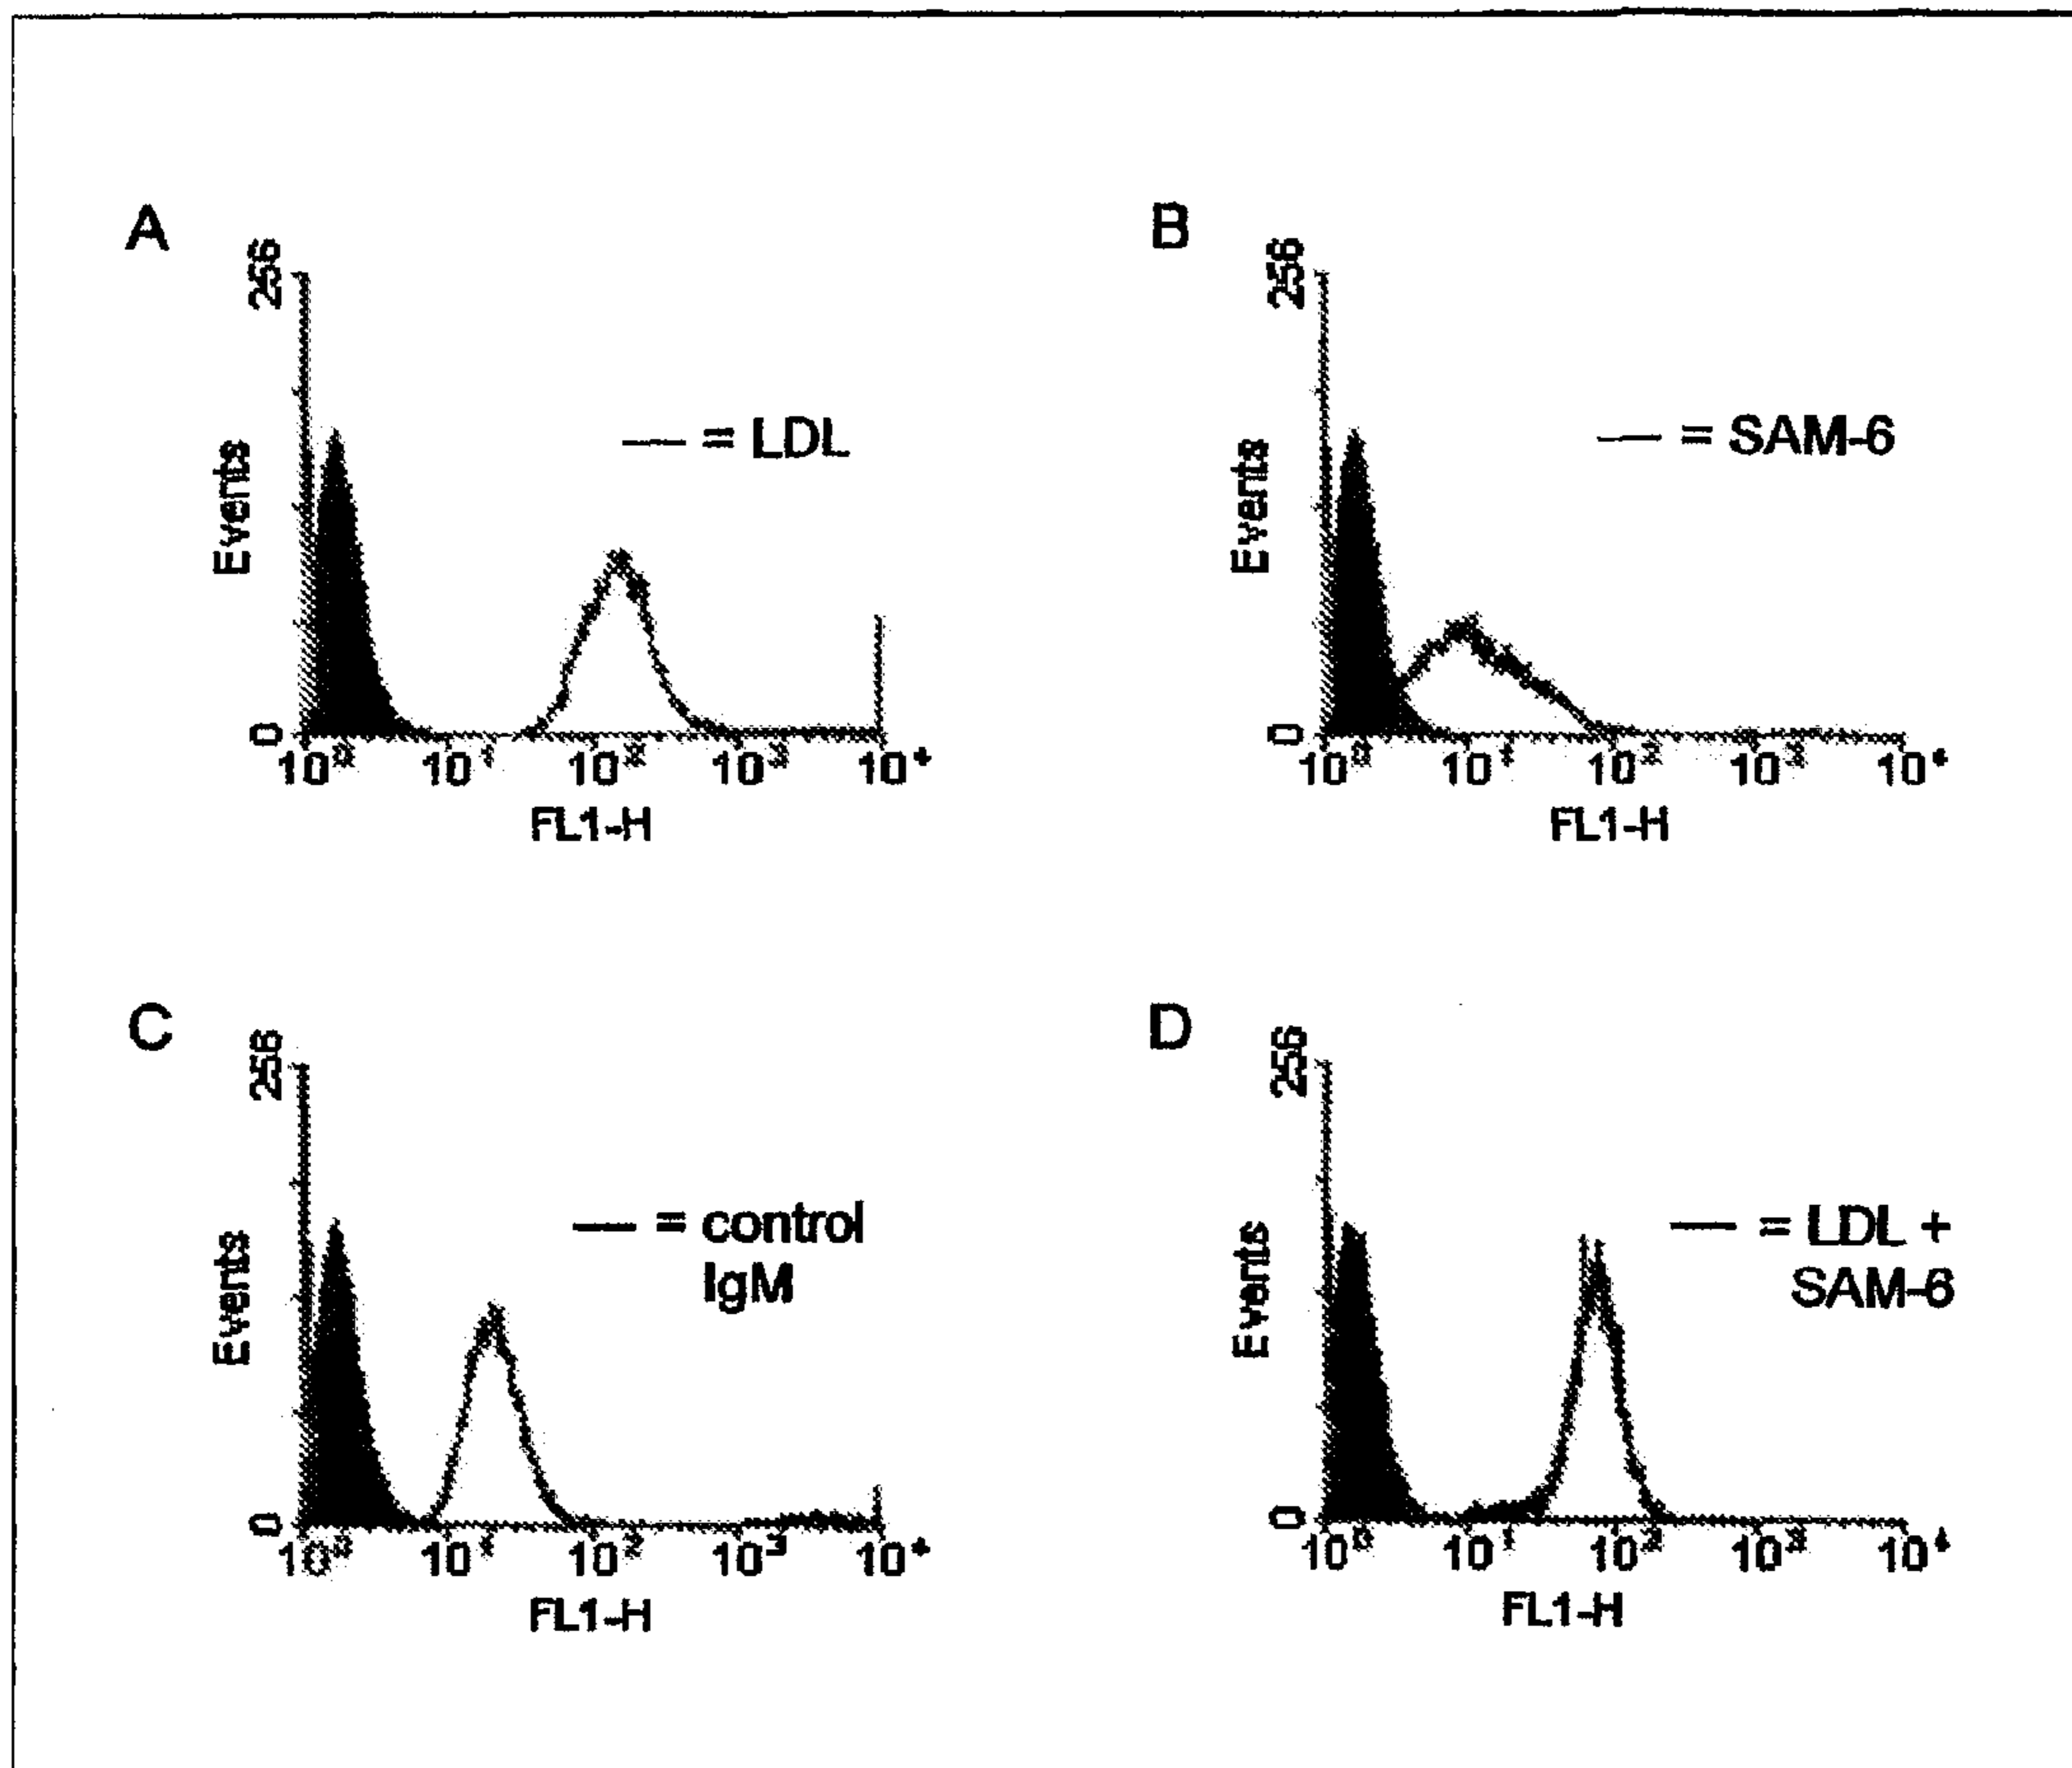 A
256
Events
0
— = LDL
10⁰ 10¹ 10² 10³ 10⁴
FL1-H
B
256
Events
0
— = SAM-6
10⁰ 10¹ 10² 10³ 10⁴
FL1-H
C
256
Events
0
— = control
IgM
10⁰ 10¹ 10² 10³ 10⁴
FL1-H
D
256
Events
0
— = LDL +
SAM-6
10⁰ 10¹ 10² 10³ 10⁴
FL1-H